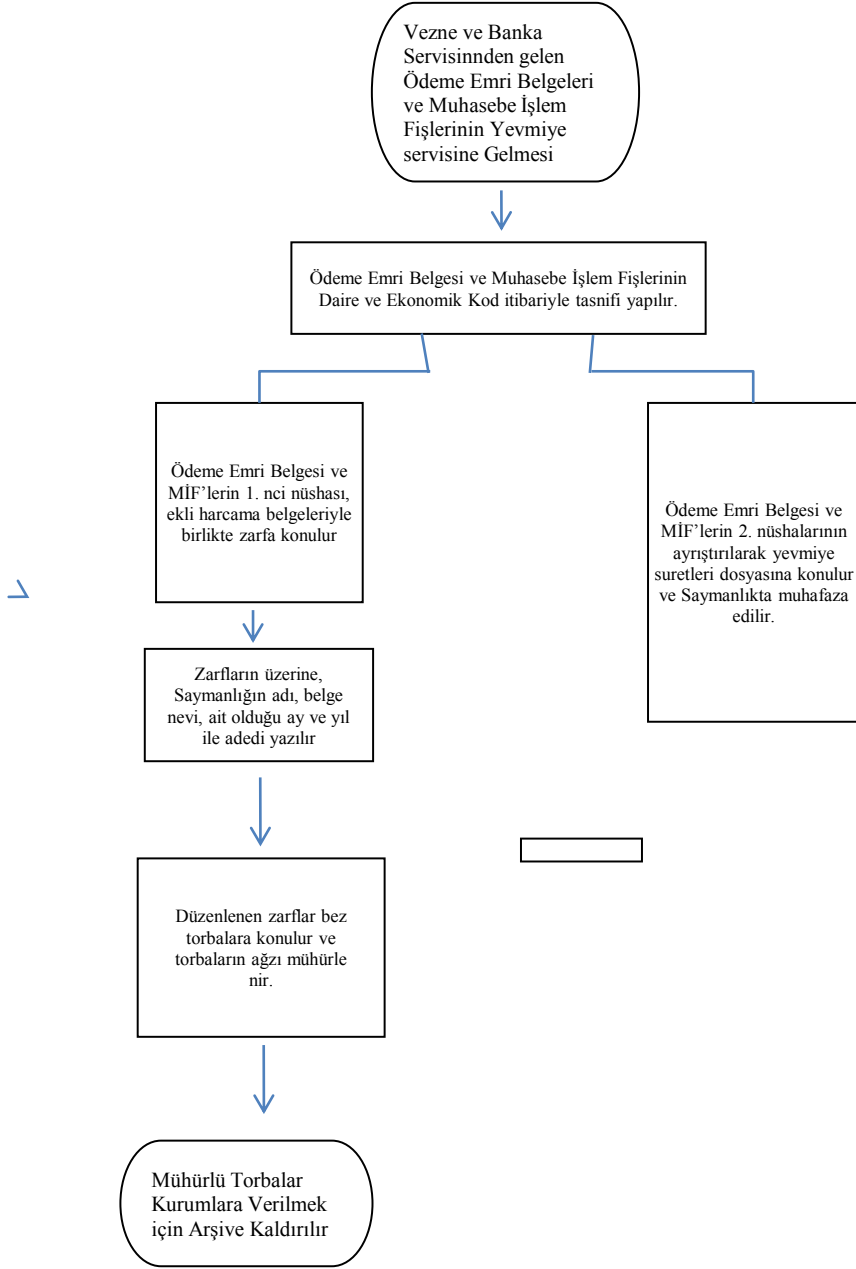 Vezne ve Banka
Servisinnden gelen
Ödeme Emri Belgeleri
ve Muhasebe İşlem
Fişlerinin Yevmiye
servisine Gelmesi
Ödeme Emri Belgesi ve Muhasebe İşlem Fişlerinin
Daire ve Ekonomik Kod itibariyle tasnifi yapılır.
Ödeme Emri Belgesi ve
MİF’lerin 1. nci nüshası,
ekli harcama belgeleriyle
birlikte zarfa konulur
Ödeme Emri Belgesi ve
MİF’lerin 2. nüshalarının
ayrıştırılarak yevmiye
suretleri dosyasına konulur
ve Saymanlıkta muhafaza
edilir.
Zarfların üzerine,
Saymanlığın adı, belge
nevi, ait olduğu ay ve yıl
ile adedi yazılır
Düzenlenen zarflar bez
torbalara konulur ve
torbaların ağzı mühürle
nir.
Mühürlü Torbalar
Kurumlara Verilmek
için Arşive Kaldırılır